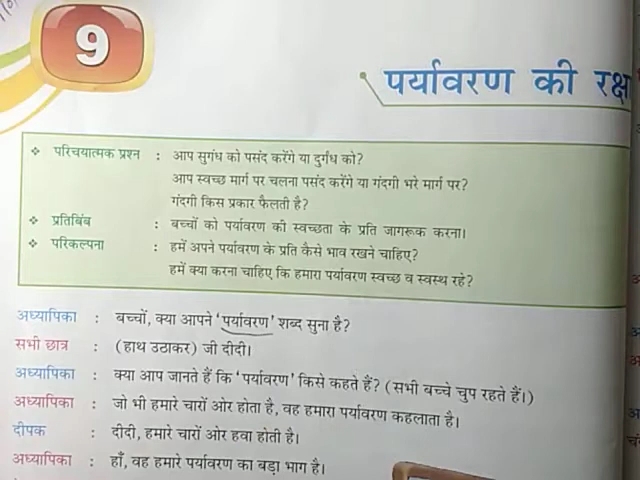 9
पर्यावरण की रक्षा
❖ परिचयात्मक प्रश्न : आप सुगंध को पसंद करेंगे या दुर्गंध को?
आप स्वच्छ मार्ग पर चलना पसंद करेंगे या गंदगी भरे मार्ग पर?
गंदगी किस प्रकार फैलती है?
❖ प्रतिबिंब : बच्चों को पर्यावरण की स्वच्छता के प्रति जागरूक करना।
❖ परिकल्पना : हमें अपने पर्यावरण के प्रति कैसे भाव रखने चाहिए?
हमें क्या करना चाहिए कि हमारा पर्यावरण स्वच्छ व स्वस्थ रहे?
अध्यापिका : बच्चों, क्या आपने ‘पर्यावरण’ शब्द सुना है?
सभी छात्र : (हाथ उठाकर) जी दीदी।
अध्यापिका : क्या आप जानते हैं कि ‘पर्यावरण’ किसे कहते हैं? (सभी बच्चे चुप रहते हैं।)
अध्यापिका : जो भी हमारे चारों ओर होता है, वह हमारा पर्यावरण कहलाता है।
दीपक : दीदी, हमारे चारों ओर हवा होती है।
अध्यापिका : हाँ, वह हमारे पर्यावरण का बड़ा भाग है।